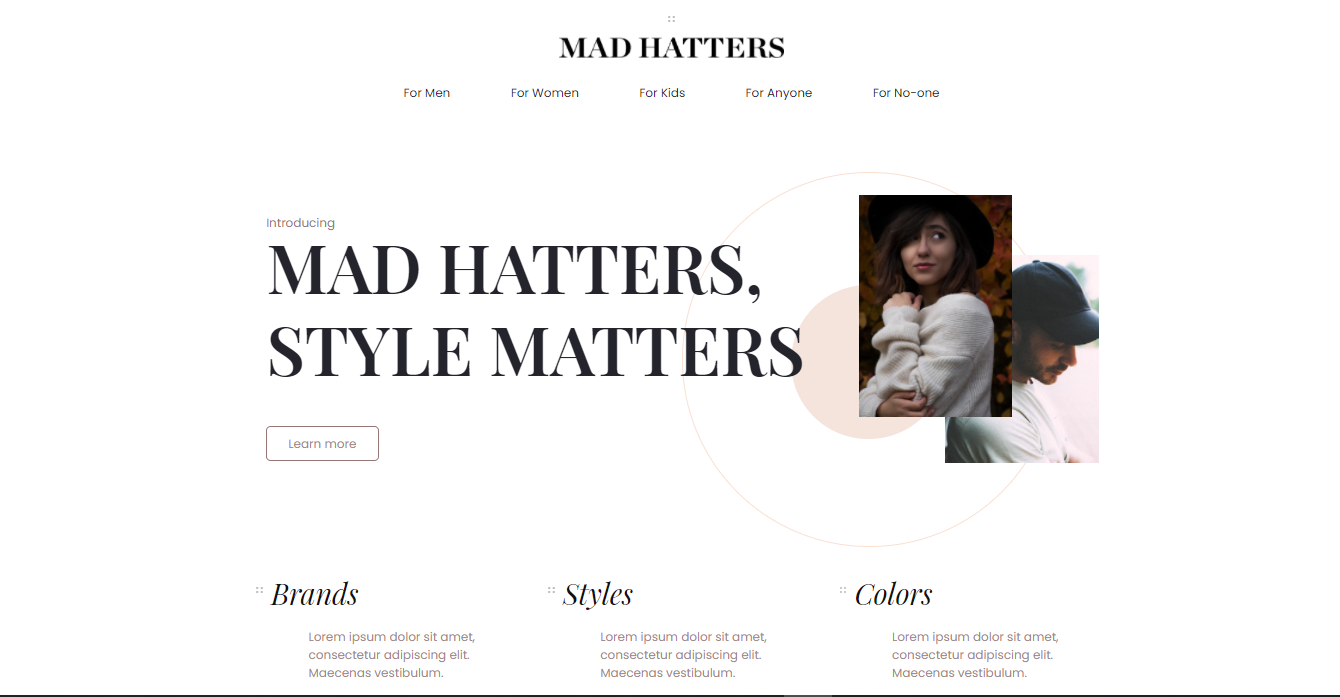 MAD HATTERS
For Men For Women For Kids For Anyone For No-one
Introducing
MAD HATTERS,
STYLE MATTERS
Learn more
Brands
Lorem ipsum dolor sit amet,
consectetur adipiscing elit.
Maecenas vestibulum.
Styles
Lorem ipsum dolor sit amet,
consectetur adipiscing elit.
Maecenas vestibulum.
Colors
Lorem ipsum dolor sit amet,
consectetur adipiscing elit.
Maecenas vestibulum.